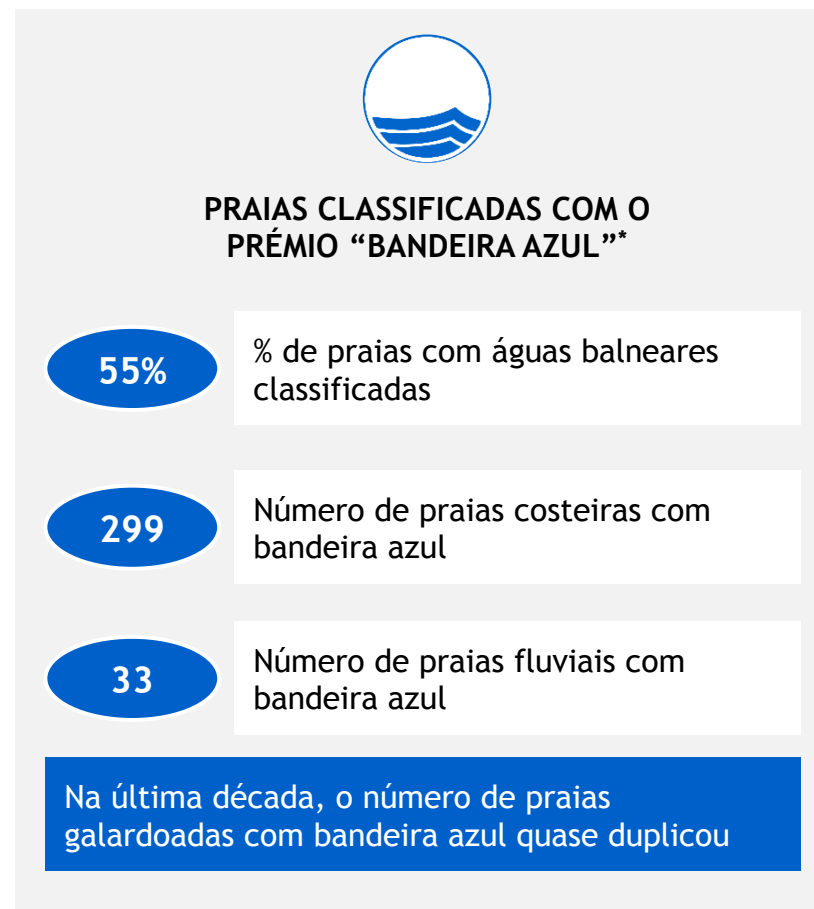 PRAIAS CLASSIFICADAS COM O
PRÉMIO “BANDEIRA AZUL”*
55%
% de praias com águas balneares
classificadas
299
Número de praias costeiras com
bandeira azul
33
Número de praias fluviais com
bandeira azul
Na última década, o número de praias
galardoadas com bandeira azul quase duplicou